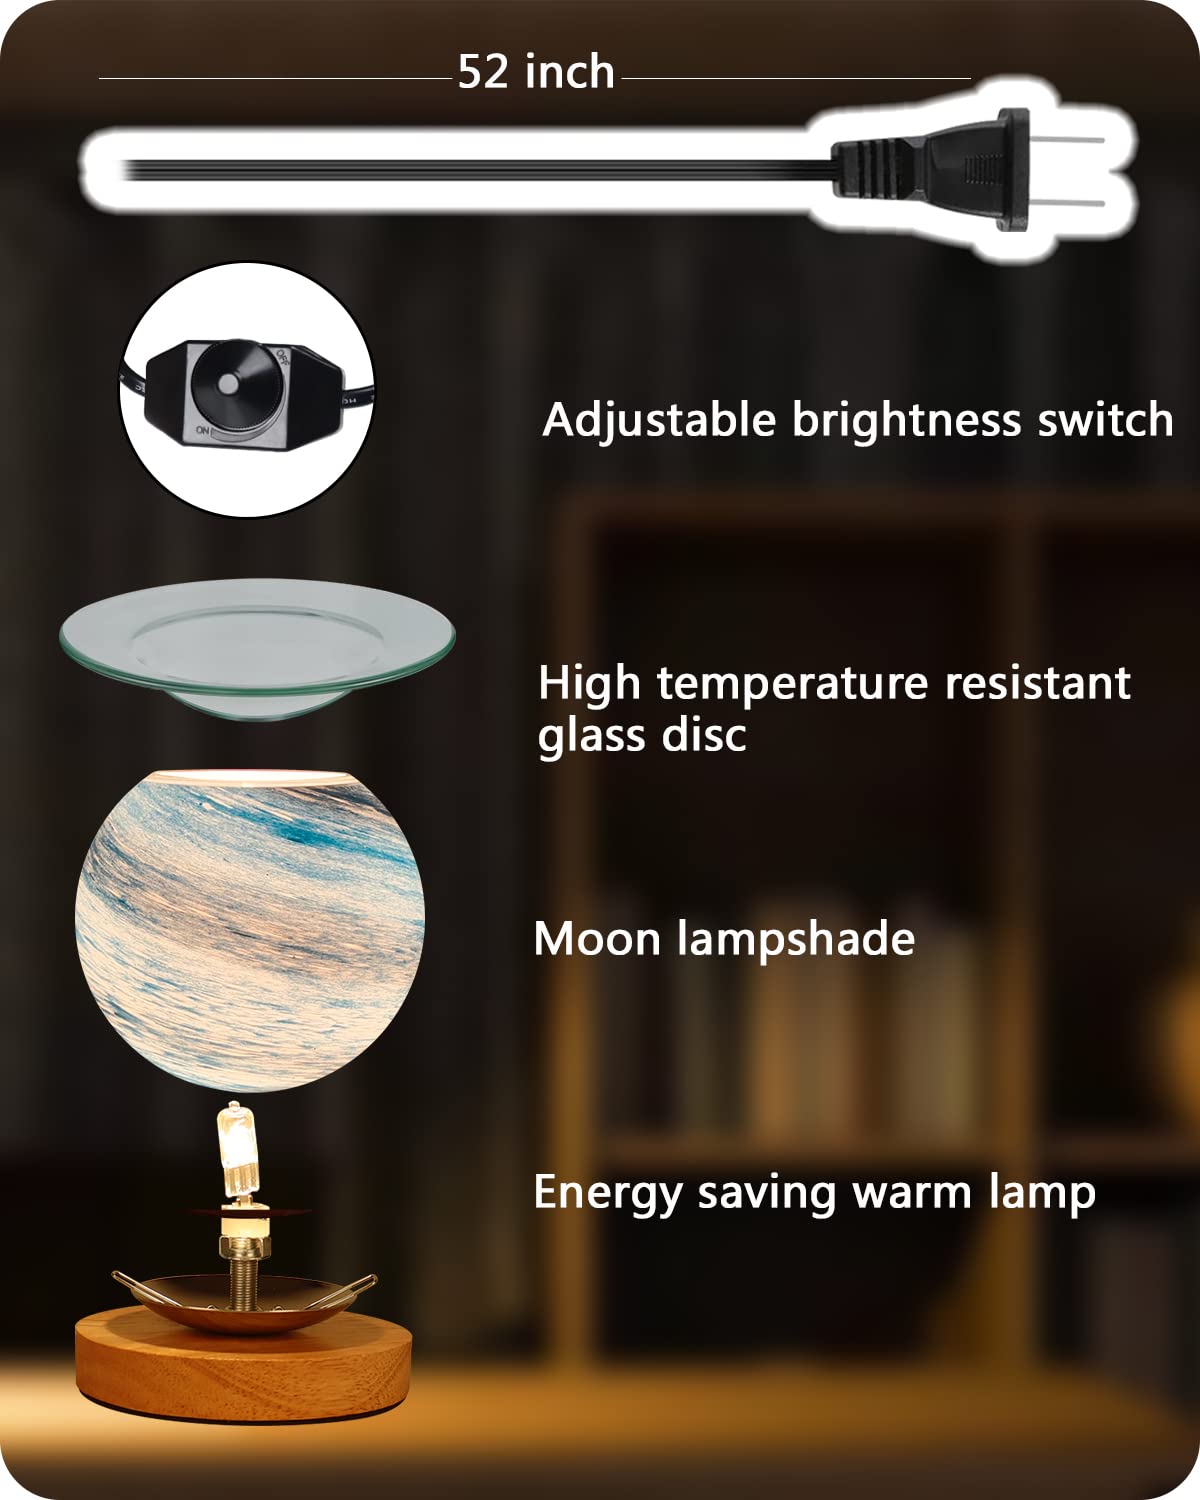 52 inch
OFF
ON
Adjustable brightness switch
High temperature resistant
glass disc
Moon lampshade
Energy saving warm lamp